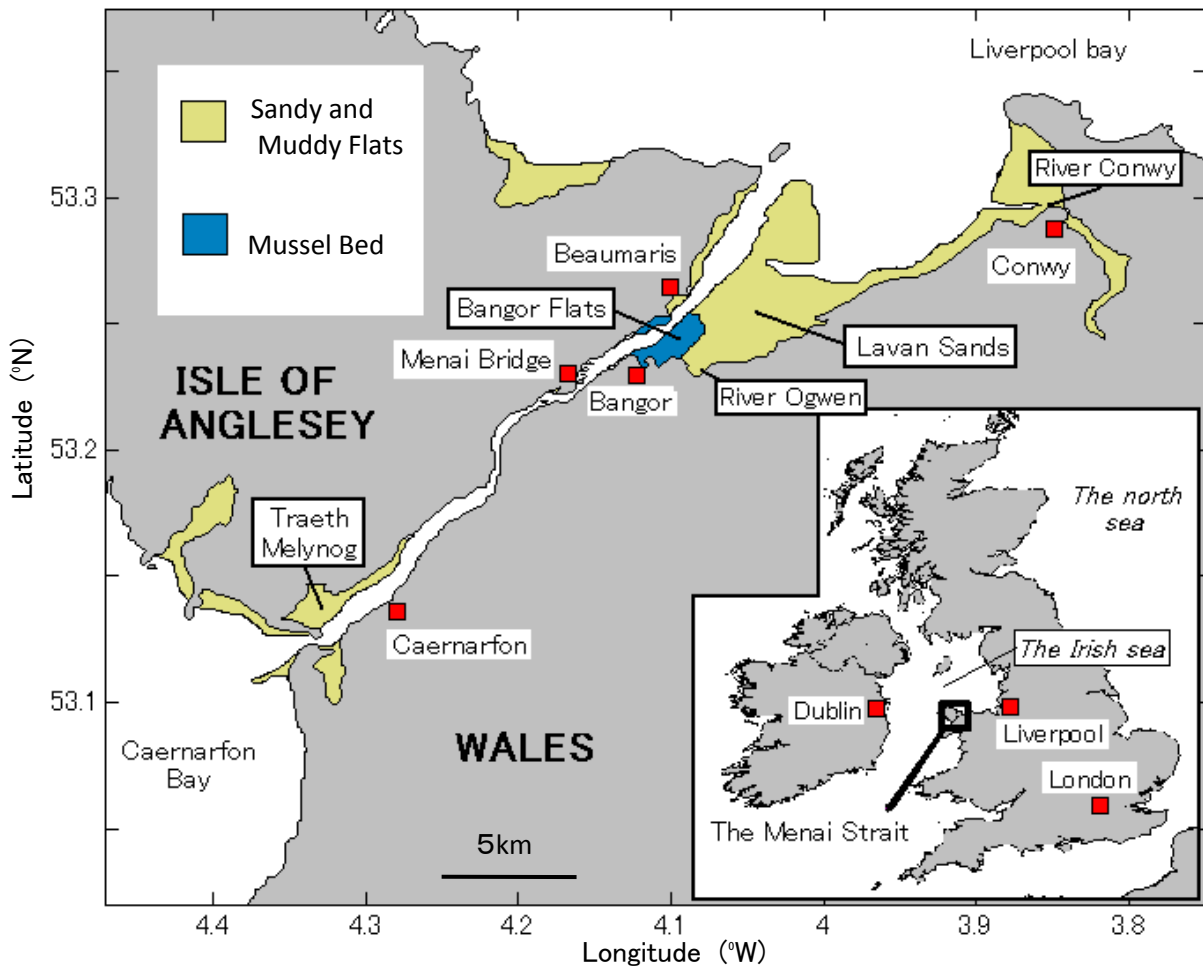 Liverpool bay
Sandy and
Muddy Flats
Mussel Bed
River Conwy
Conwy
Beaumaris
Bangor Flats
Lavan Sands
Menai Bridge
Bangor
River Ogwen
ISLE OF
ANGLESEY
Traeth
Melynog
Caernarfon
Caernarfon
Bay
WALES
5km
The north
sea
The Irish sea
Dublin
Liverpool
London
The Menai Strait
53.3
53.2
53.1
Latitude (⁰N)
4.4
4.3
4.2
4.1
4
3.9
3.8
Longitude (⁰W)